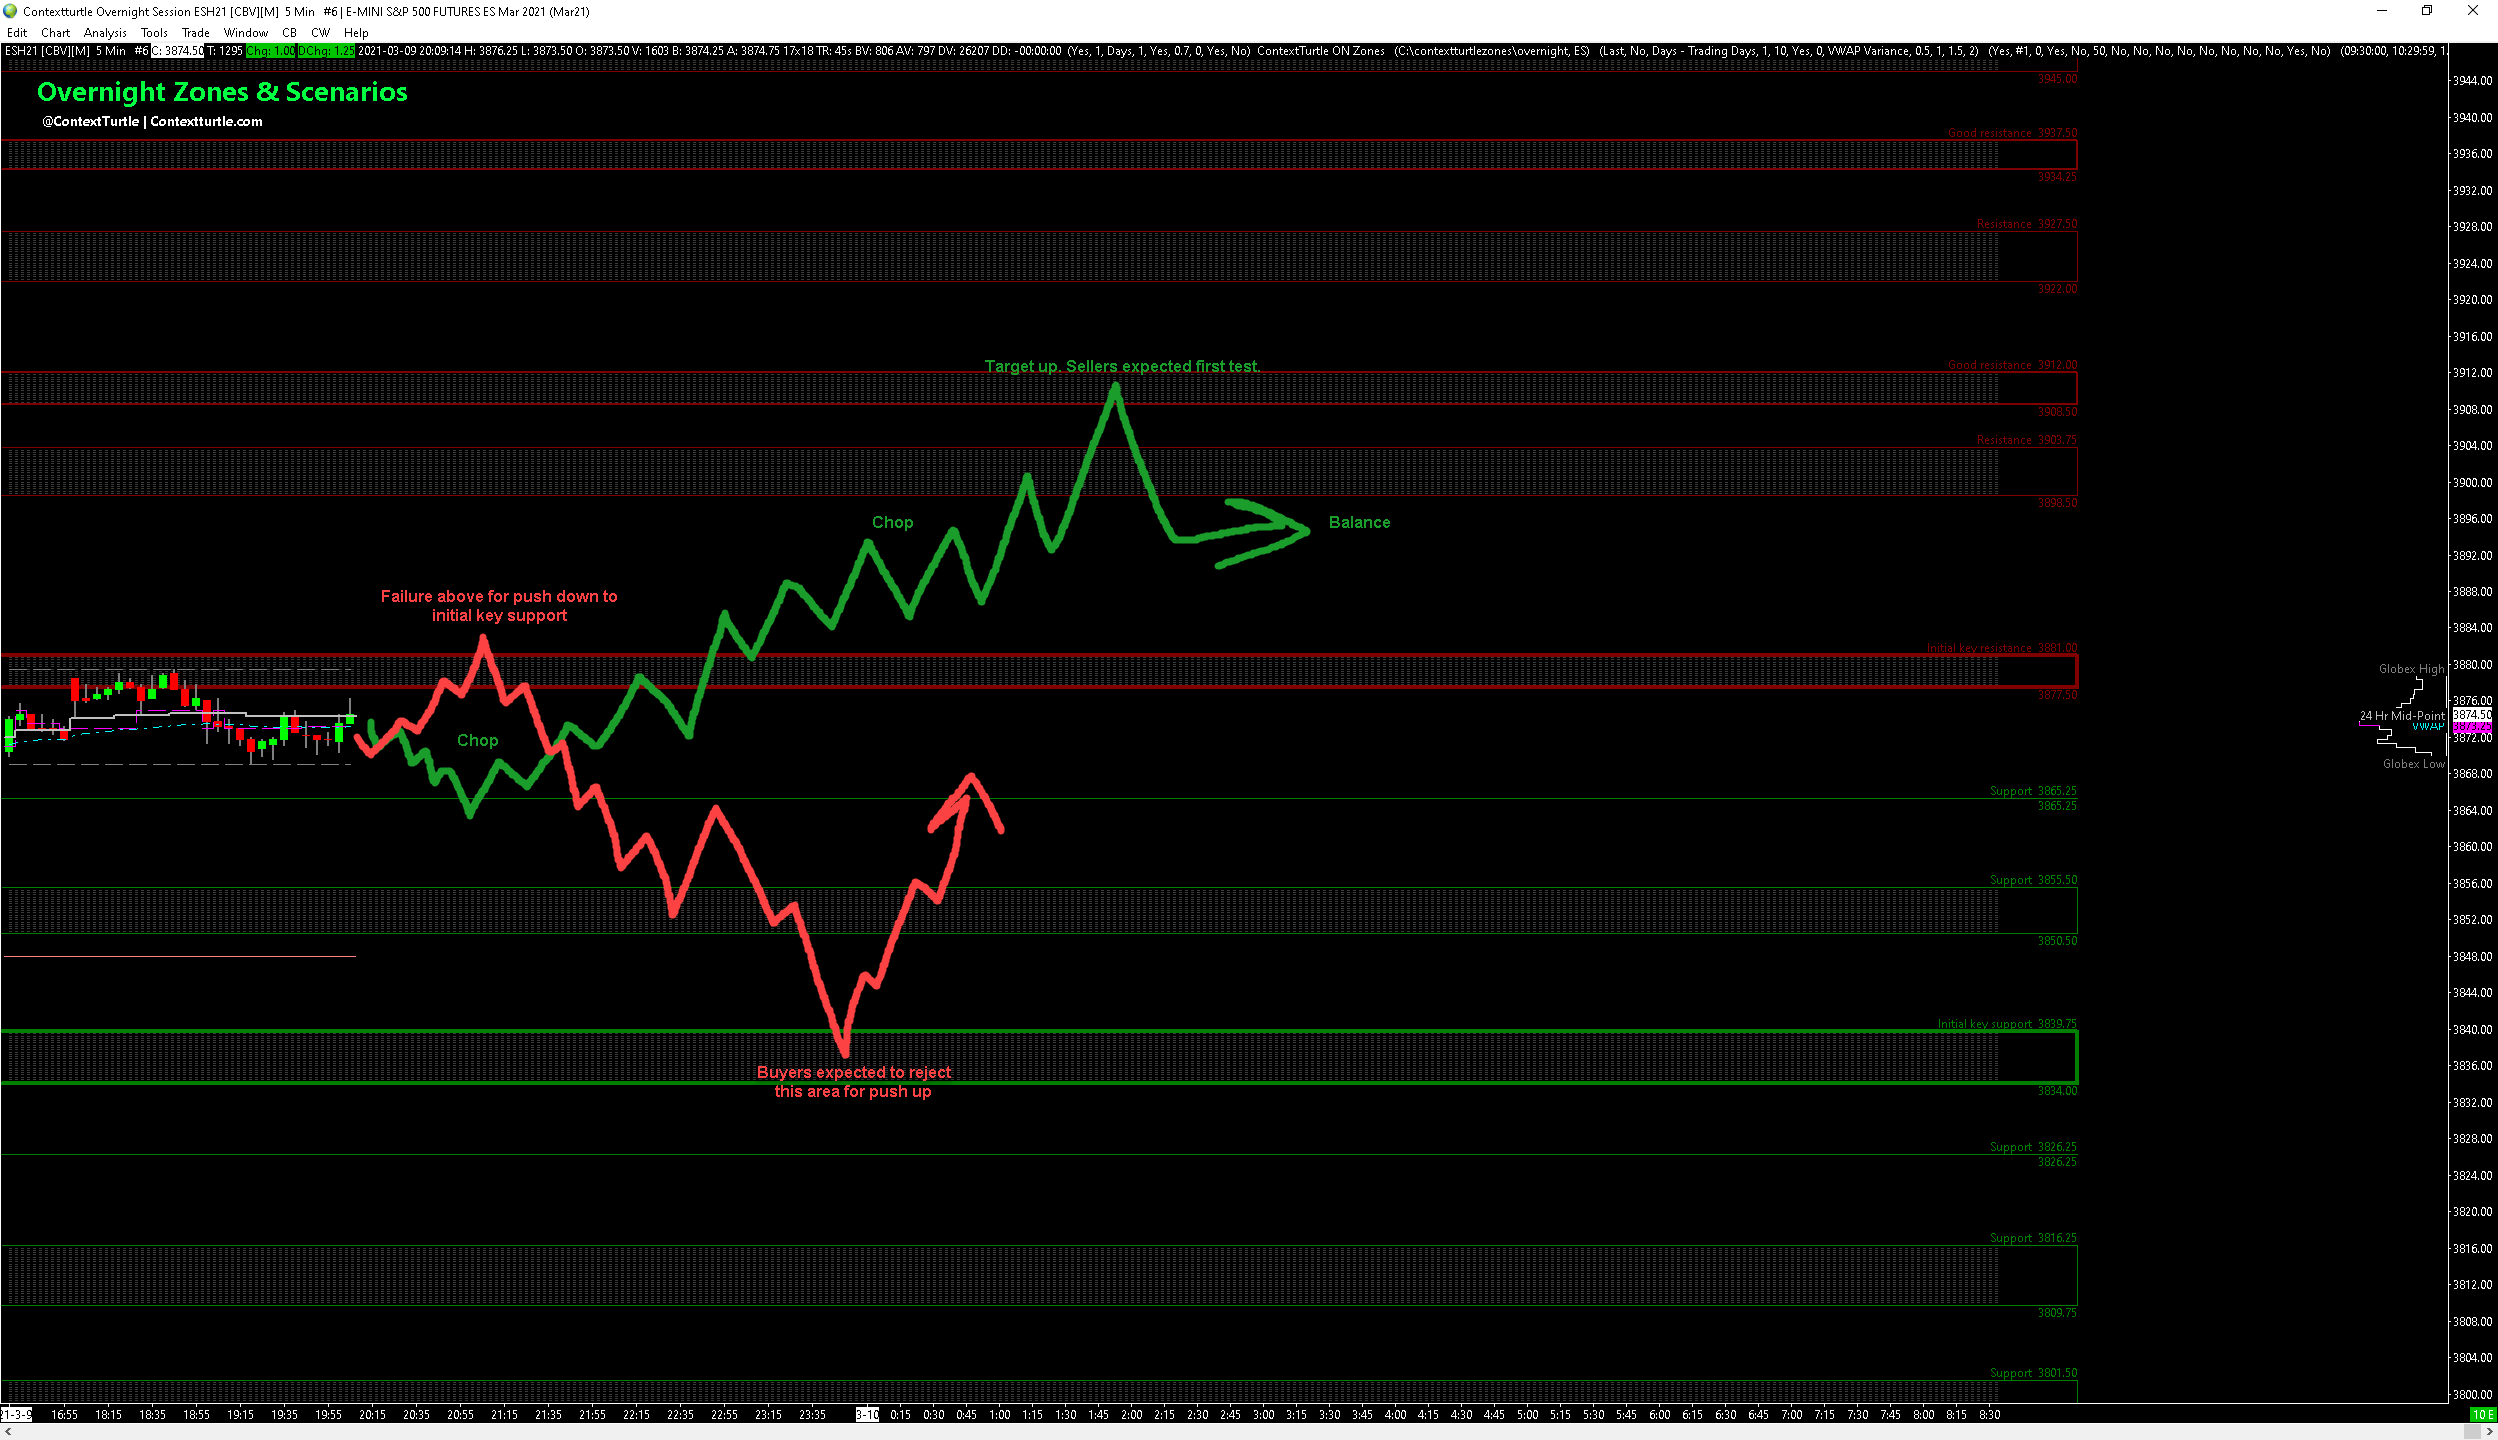 Contextturtle Overnight Session ESH21 [CBV][M] 5 Min #6 | E-MINI S&P 500 FUTURES ES Mar 2021 (Mar21)
Edit Chart Analysis Tools Trade Window CB CW Help
ESH21 [CBV][M] 5 Min #6 C: 3874.50 T: 1295 Chg: 1.00 DChg: 1.25 2021-03-09 20:09:14 H: 3876.25 L: 3873.50 O: 3873.50 V: 1603 B: 3874.25 A: 3874.75 17x18 TR: 45s BV: 806 AV: 797 DV: 26207 DD: -00:00:00 (Yes, 1, Days, 1, Yes, 0.7, 0, Yes, No) ContextTurtle ON Zones (C:\contextturtlezones\overnight, ES) (Last, No, Days - Trading Days, 1, 10, Yes, 0, VWAP Variance, 0.5, 1, 1.5, 2) (Yes, #1, 0, Yes, No, 50, No, No, No, No, No, No, No, No, Yes, No) (09:30:00, 10:29:59, 1.
3945.00
3944.00
Overnight Zones & Scenarios
@ContextTurtle | Contextturtle.com
3940.00
Good resistance 3937.50
3936.00
3934.25
3932.00
Resistance 3927.50
3928.00
3924.00
3922.00
3920.00
3916.00
Target up. Sellers expected first test.
Good resistance 3912.00
3912.00
3908.50
3908.00
Resistance 3903.75
3904.00
3900.00
3898.50
Chop
Balance
3896.00
3892.00
3888.00
Failure above for push down to
initial key support
3884.00
Initial key resistance 3881.00
3880.00
Globex High
3877.50
3876.00
24 Hr Mid-Point 3874.50
VWAP 3873.25
3872.00
Chop
Globex Low
3868.00
Support 3865.25
3865.25
3864.00
3860.00
Support 3855.50
3856.00
3852.00
3850.50
3848.00
3844.00
Initial key support 3839.75
3840.00
3836.00
Buyers expected to reject
this area for push up
3834.00
3832.00
3828.00
Support 3826.25
3826.25
3824.00
3820.00
Support 3816.25
3816.00
3812.00
3809.75
3808.00
3804.00
Support 3801.50
3800.00
21-3-9 16:55 18:15 18:35 18:55 19:15 19:35 19:55 20:15 20:35 20:55 21:15 21:35 21:55 22:15 22:35 22:55 23:15 23:35 3-10 0:15 0:30 0:45 1:00 1:15 1:30 1:45 2:00 2:15 2:30 2:45 3:00 3:15 3:30 3:45 4:00 4:15 4:30 4:45 5:00 5:15 5:30 5:45 6:00 6:15 6:30 6:45 7:00 7:15 7:30 7:45 8:00 8:15 8:30 10 E